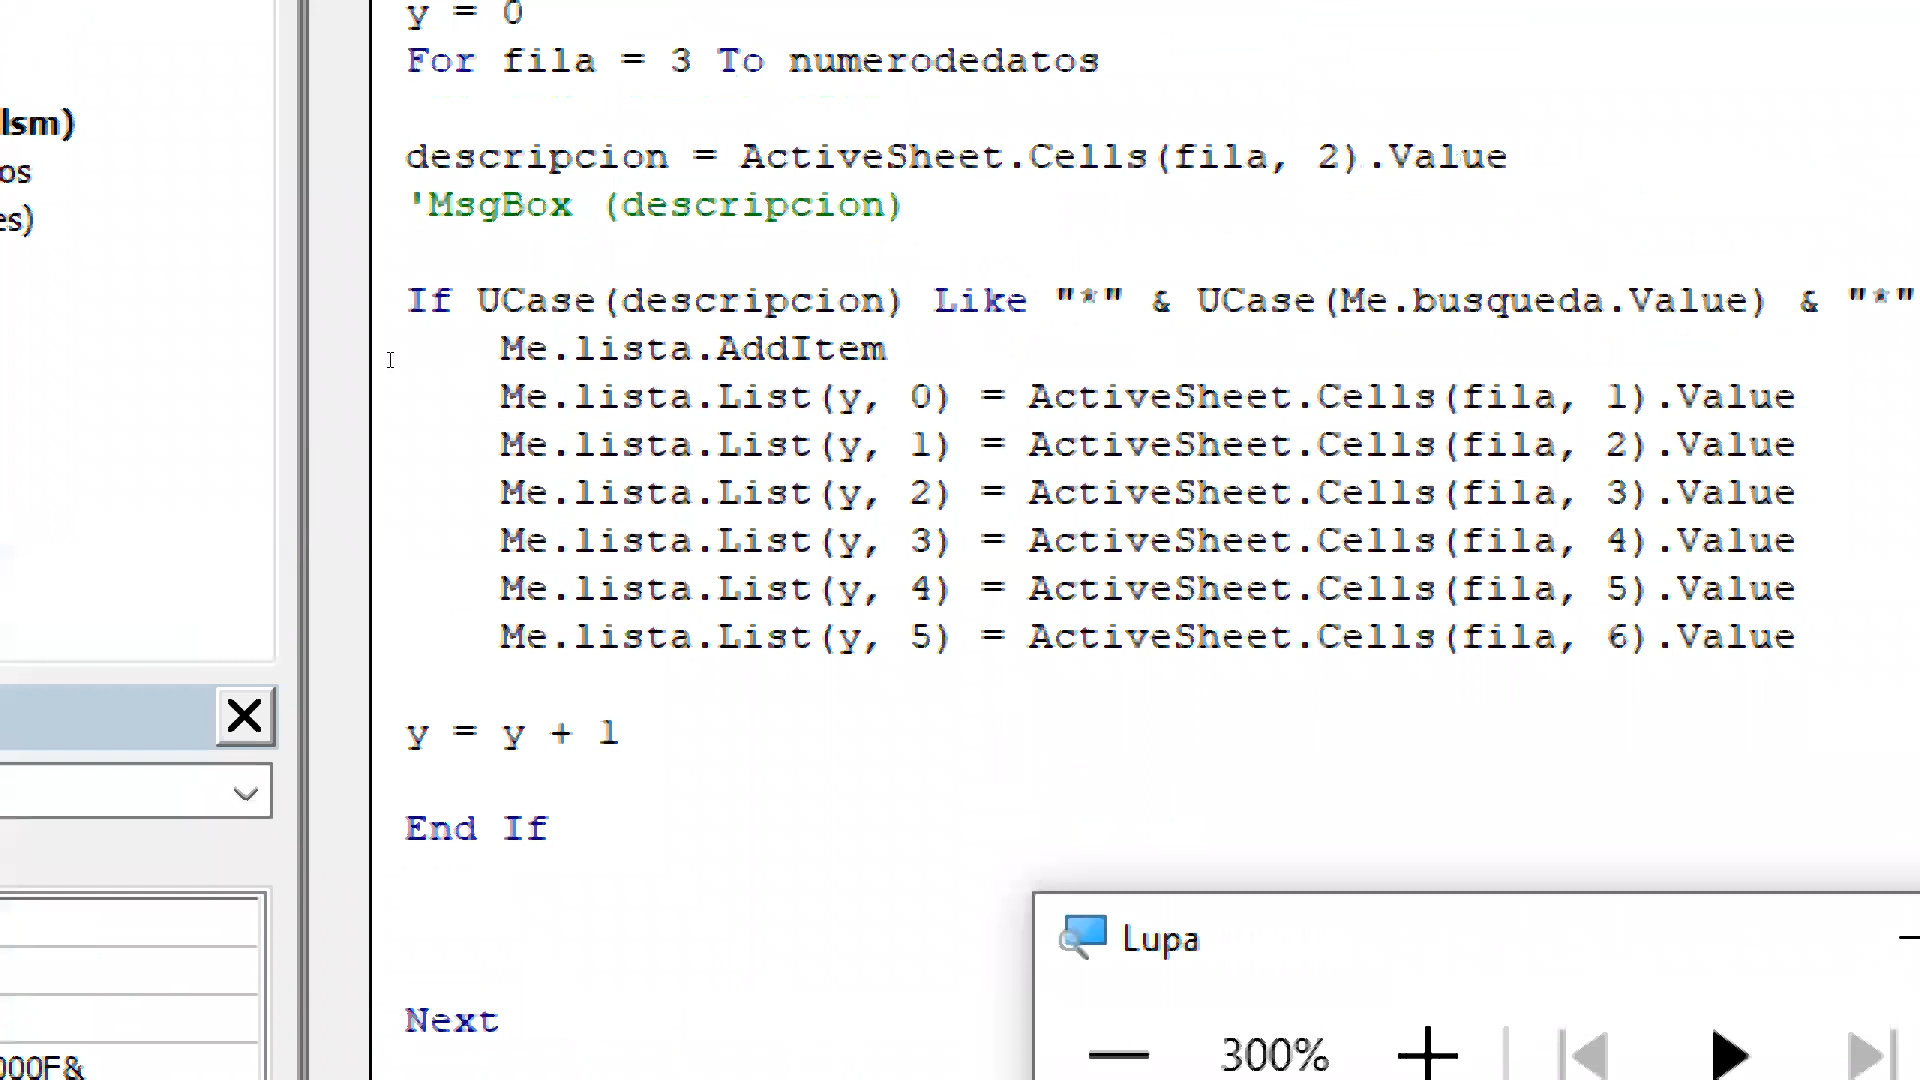 y = 0
For fila = 3 To numerodedatos
lsm)
descripcion = ActiveSheet.Cells(fila, 2).Value
os
'MsgBox (descripcion)
es)
If UCase(descripcion) Like "*" & UCase(Me.busqueda.Value) & "*"
Me.lista.AddItem
Me.lista.List(y, 0) = ActiveSheet.Cells(fila, 1).Value
Me.lista.List(y, 1) = ActiveSheet.Cells(fila, 2).Value
Me.lista.List(y, 2) = ActiveSheet.Cells(fila, 3).Value
Me.lista.List(y, 3) = ActiveSheet.Cells(fila, 4).Value
Me.lista.List(y, 4) = ActiveSheet.Cells(fila, 5).Value
Me.lista.List(y, 5) = ActiveSheet.Cells(fila, 6).Value
y = y + 1
End If
Lupa
Next
300%
000F&